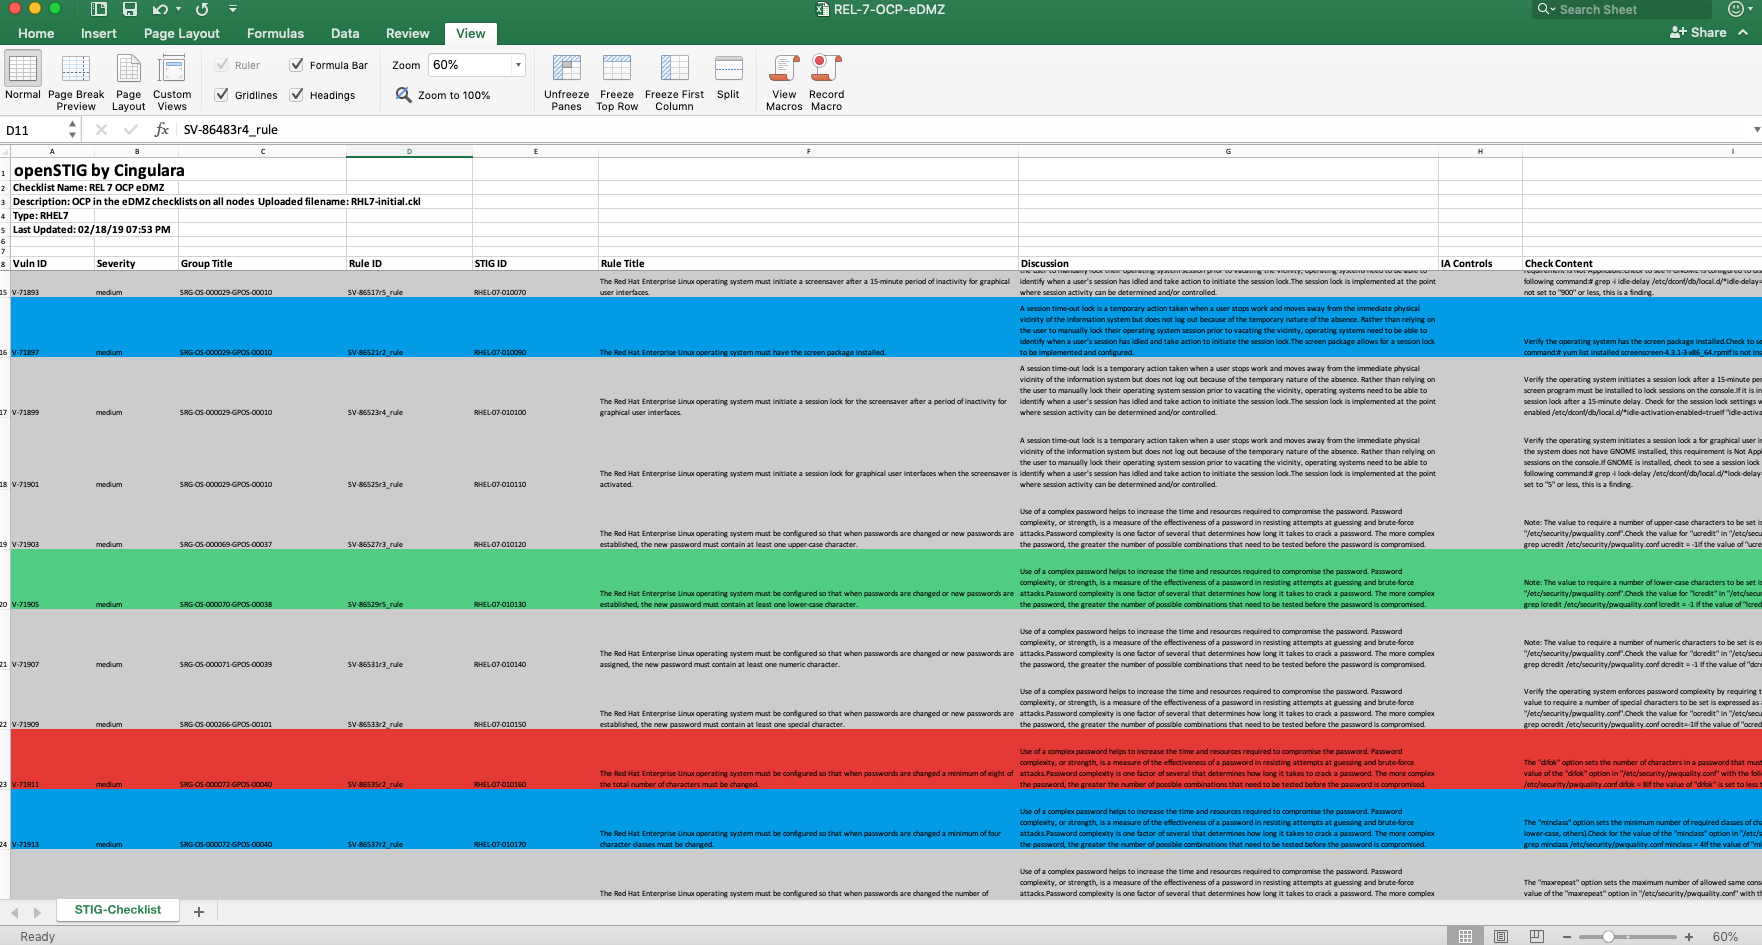 REL-7-OCP-eDMZ
Search Sheet
Home Insert Page Layout Formulas Data Review View
Share
Normal
Page Break Preview
Page Layout
Custom Views
Ruler
Formula Bar
Gridlines
Headings
Zoom 60%
Zoom to 100%
Unfreeze Panes
Freeze Top Row
Freeze First Column
Split
View Macros
Record Macro
D11 fx SV-86483r4_rule
A B C D E F G H I
1 openSTIG by Cingulara
2 Checklist Name: REL 7 OCP eDMZ
3 Description: OCP in the eDMZ checklists on all nodes Uploaded filename: RHL7-initial.ckl
4 Type: RHEL7
5 Last Updated: 02/18/19 07:53 PM
6
7
8 Vuln ID Severity Group Title Rule ID STIG ID Rule Title Discussion IA Controls Check Content
15 V-71893 medium SRG-OS-000029-GPOS-00010 SV-86517r5_rule RHEL-07-010070
The Red Hat Enterprise Linux operating system must initiate a screensaver after a 15-minute period of inactivity for graphical
user interfaces.
the user to manually lock their operating system session prior to vacating the vicinity, operating systems need to be able to
identify when a user's session has idled and take action to initiate the session lock.The session lock is implemented at the point
where session activity can be determined and/or controlled.
following command:# grep -i idle-delay /etc/dconf/db/local.d/*idle-delay=
not set to "900" or less, this is a finding.
16 V-71897 medium SRG-OS-000029-GPOS-00010 SV-86521r2_rule RHEL-07-010090
The Red Hat Enterprise Linux operating system must have the screen package installed.
A session time-out lock is a temporary action taken when a user stops work and moves away from the immediate physical
vicinity of the information system but does not log out because of the temporary nature of the absence. Rather than relying on
the user to manually lock their operating system session prior to vacating the vicinity, operating systems need to be able to
identify when a user's session has idled and take action to initiate the session lock.The screen package allows for a session lock
to be implemented and configured.
Verify the operating system has the screen package installed.Check to se
command:# yum list installed screenscreen-4.3.1-3-x86_64.rpmIf is not ins
17 V-71899 medium SRG-OS-000029-GPOS-00010 SV-86523r4_rule RHEL-07-010100
The Red Hat Enterprise Linux operating system must initiate a session lock for the screensaver after a period of inactivity for
graphical user interfaces.
A session time-out lock is a temporary action taken when a user stops work and moves away from the immediate physical
vicinity of the information system but does not log out because of the temporary nature of the absence. Rather than relying on
the user to manually lock their operating system session prior to vacating the vicinity, operating systems need to be able to
identify when a user's session has idled and take action to initiate the session lock.The session lock is implemented at the point
where session activity can be determined and/or controlled.
Verify the operating system initiates a session lock after a 15-minute per
screen program must be installed to lock sessions on the console.If it is in
session lock after a 15-minute delay. Check for the session lock settings w
enabled /etc/dconf/db/local.d/*idle-activation-enabled=trueIf "idle-activa
18 V-71901 medium SRG-OS-000029-GPOS-00010 SV-86525r3_rule RHEL-07-010110
The Red Hat Enterprise Linux operating system must initiate a session lock for graphical user interfaces when the screensaver is
activated.
A session time-out lock is a temporary action taken when a user stops work and moves away from the immediate physical
vicinity of the information system but does not log out because of the temporary nature of the absence. Rather than relying on
the user to manually lock their operating system session prior to vacating the vicinity, operating systems need to be able to
identify when a user's session has idled and take action to initiate the session lock.The session lock is implemented at the point
where session activity can be determined and/or controlled.
Verify the operating system initiates a session lock a for graphical user i
the system does not have GNOME installed, this requirement is Not Appl
sessions on the console.If GNOME is installed, check to see a session lock
following command:# grep -i lock-delay /etc/dconf/db/local.d/*lock-delay=
set to "5" or less, this is a finding.
19 V-71903 medium SRG-OS-000069-GPOS-00037 SV-86527r3_rule RHEL-07-010120
The Red Hat Enterprise Linux operating system must be configured so that when passwords are changed or new passwords are
established, the new password must contain at least one upper-case character.
Use of a complex password helps to increase the time and resources required to compromise the password. Password
complexity, or strength, is a measure of the effectiveness of a password in resisting attempts at guessing and brute-force
attacks.Password complexity is one factor of several that determines how long it takes to crack a password. The more complex
the password, the greater the number of possible combinations that need to be tested before the password is compromised.
Note: The value to require a number of upper-case characters to be set is
"/etc/security/pwquality.conf".Check the value for "ucredit" in "/etc/secu
grep ucredit /etc/security/pwquality.conf ucredit = -1If the value of "ucre
20 V-71905 medium SRG-OS-000070-GPOS-00038 SV-86529r5_rule RHEL-07-010130
The Red Hat Enterprise Linux operating system must be configured so that when passwords are changed or new passwords are
established, the new password must contain at least one lower-case character.
Use of a complex password helps to increase the time and resources required to compromise the password. Password
complexity, or strength, is a measure of the effectiveness of a password in resisting attempts at guessing and brute-force
attacks.Password complexity is one factor of several that determines how long it takes to crack a password. The more complex
the password, the greater the number of possible combinations that need to be tested before the password is compromised.
Note: The value to require a number of lower-case characters to be set is
"/etc/security/pwquality.conf".Check the value for "lcredit" in "/etc/secur
grep lcredit /etc/security/pwquality.conf lcredit = -1 If the value of "lcred
21 V-71907 medium SRG-OS-000071-GPOS-00039 SV-86531r3_rule RHEL-07-010140
The Red Hat Enterprise Linux operating system must be configured so that when passwords are changed or new passwords are
assigned, the new password must contain at least one numeric character.
Use of a complex password helps to increase the time and resources required to compromise the password. Password
complexity, or strength, is a measure of the effectiveness of a password in resisting attempts at guessing and brute-force
attacks.Password complexity is one factor of several that determines how long it takes to crack a password. The more complex
the password, the greater the number of possible combinations that need to be tested before the password is compromised.
Note: The value to require a number of numeric characters to be set is ex
"/etc/security/pwquality.conf".Check the value for "dcredit" in "/etc/secu
grep dcredit /etc/security/pwquality.conf dcredit = -1 If the value of "dcre
22 V-71909 medium SRG-OS-000266-GPOS-00101 SV-86533r2_rule RHEL-07-010150
The Red Hat Enterprise Linux operating system must be configured so that when passwords are changed or new passwords are
established, the new password must contain at least one special character.
Use of a complex password helps to increase the time and resources required to compromise the password. Password
complexity, or strength, is a measure of the effectiveness of a password in resisting attempts at guessing and brute-force
attacks.Password complexity is one factor of several that determines how long it takes to crack a password. The more complex
the password, the greater the number of possible combinations that need to be tested before the password is compromised.
Verify the operating system enforces password complexity by requiring t
value to require a number of special characters to be set is expressed as
"/etc/security/pwquality.conf".Check the value for "ocredit" in "/etc/secu
grep ocredit /etc/security/pwquality.conf ocredit=-1If the value of "ocred
23 V-71911 medium SRG-OS-000072-GPOS-00040 SV-86535r2_rule RHEL-07-010160
The Red Hat Enterprise Linux operating system must be configured so that when passwords are changed a minimum of eight of
the total number of characters must be changed.
Use of a complex password helps to increase the time and resources required to compromise the password. Password
complexity, or strength, is a measure of the effectiveness of a password in resisting attempts at guessing and brute-force
attacks.Password complexity is one factor of several that determines how long it takes to crack a password. The more complex
the password, the greater the number of possible combinations that need to be tested before the password is compromised.
The "difok" option sets the number of characters in a password that must
value of the "difok" option in "/etc/security/pwquality.conf" with the foll
/etc/security/pwquality.conf difok = 8If the value of "difok" is set to less t
24 V-71913 medium SRG-OS-000072-GPOS-00040 SV-86537r2_rule RHEL-07-010170
The Red Hat Enterprise Linux operating system must be configured so that when passwords are changed a minimum of four
character classes must be changed.
Use of a complex password helps to increase the time and resources required to compromise the password. Password
complexity, or strength, is a measure of the effectiveness of a password in resisting attempts at guessing and brute-force
attacks.Password complexity is one factor of several that determines how long it takes to crack a password. The more complex
the password, the greater the number of possible combinations that need to be tested before the password is compromised.
The "minclass" option sets the minimum number of required classes of cha
lower-case, others).Check for the value of the "minclass" option in "/etc/s
grep minclass /etc/security/pwquality.conf minclass = 4If the value of "mi
The Red Hat Enterprise Linux operating system must be configured so that when passwords are changed the number of
Use of a complex password helps to increase the time and resources required to compromise the password. Password
complexity, or strength, is a measure of the effectiveness of a password in resisting attempts at guessing and brute-force
attacks.Password complexity is one factor of several that determines how long it takes to crack a password. The more complex
The "maxrepeat" option sets the maximum number of allowed same cons
value of the "maxrepeat" option in "/etc/security/pwquality.conf" with th
STIG-Checklist
Ready
60%